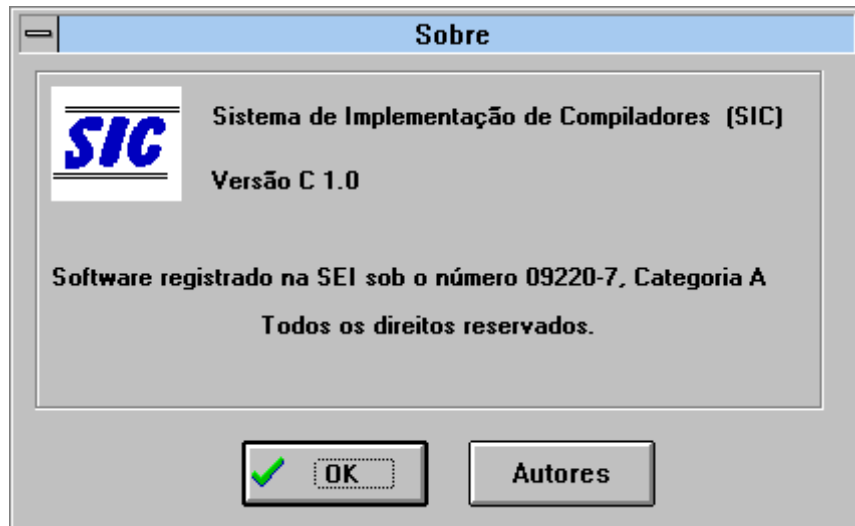 Sobre
SIC
Sistema de Implementação de Compiladores (SIC)
Versão C 1.0
Software registrado na SEI sob o número 09220-7, Categoria A
Todos os direitos reservados.
OK
Autores